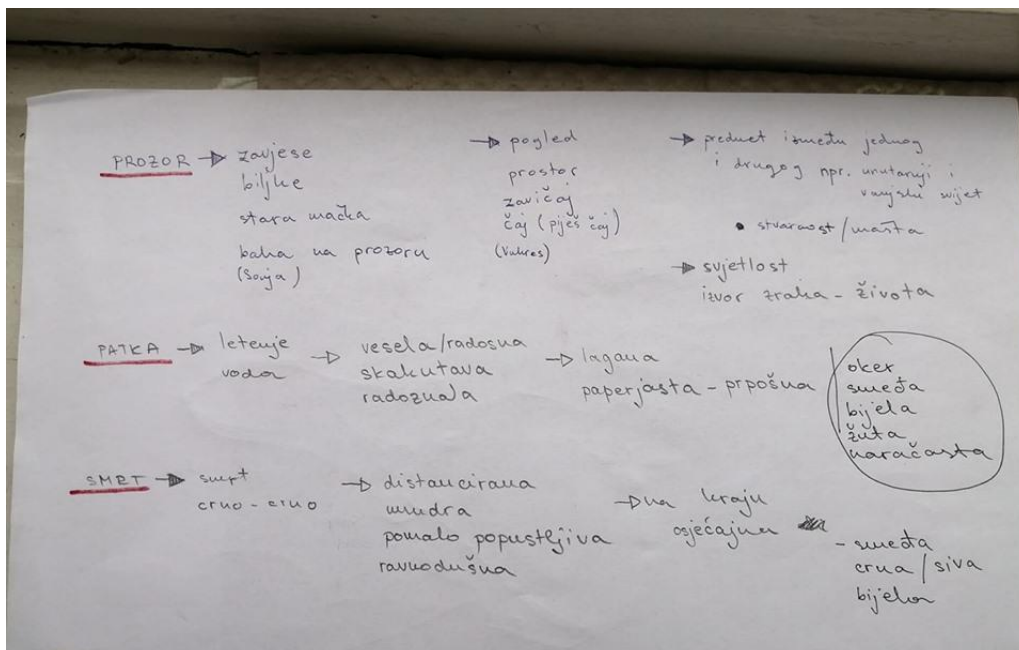 PROZOR → zavjese
biljke
stara mačka
baka na prozoru
(Sonja)
→ pogled
prostor
zavičaj
čaj (piješ čaj)
(Vukres)
→ predmet između jednog
i drugog npr. unutarnji i
vanjski svijet
• stvarnost/mašta
→ svjetlost
izvor zraka - života
PATKA → letenje
voda
→ vesela/radosna
skakutava
radoznala
→ lagana
paperjasta - prpošna
oker
smeđa
bijela
žuta
narančasta
SMRT → smrt
crno - crno
→ distancirana
mudra
pomalo popustljiva
ravnodušna
→ na kraju
osjećajna
- smeđa
crna/siva
bijela